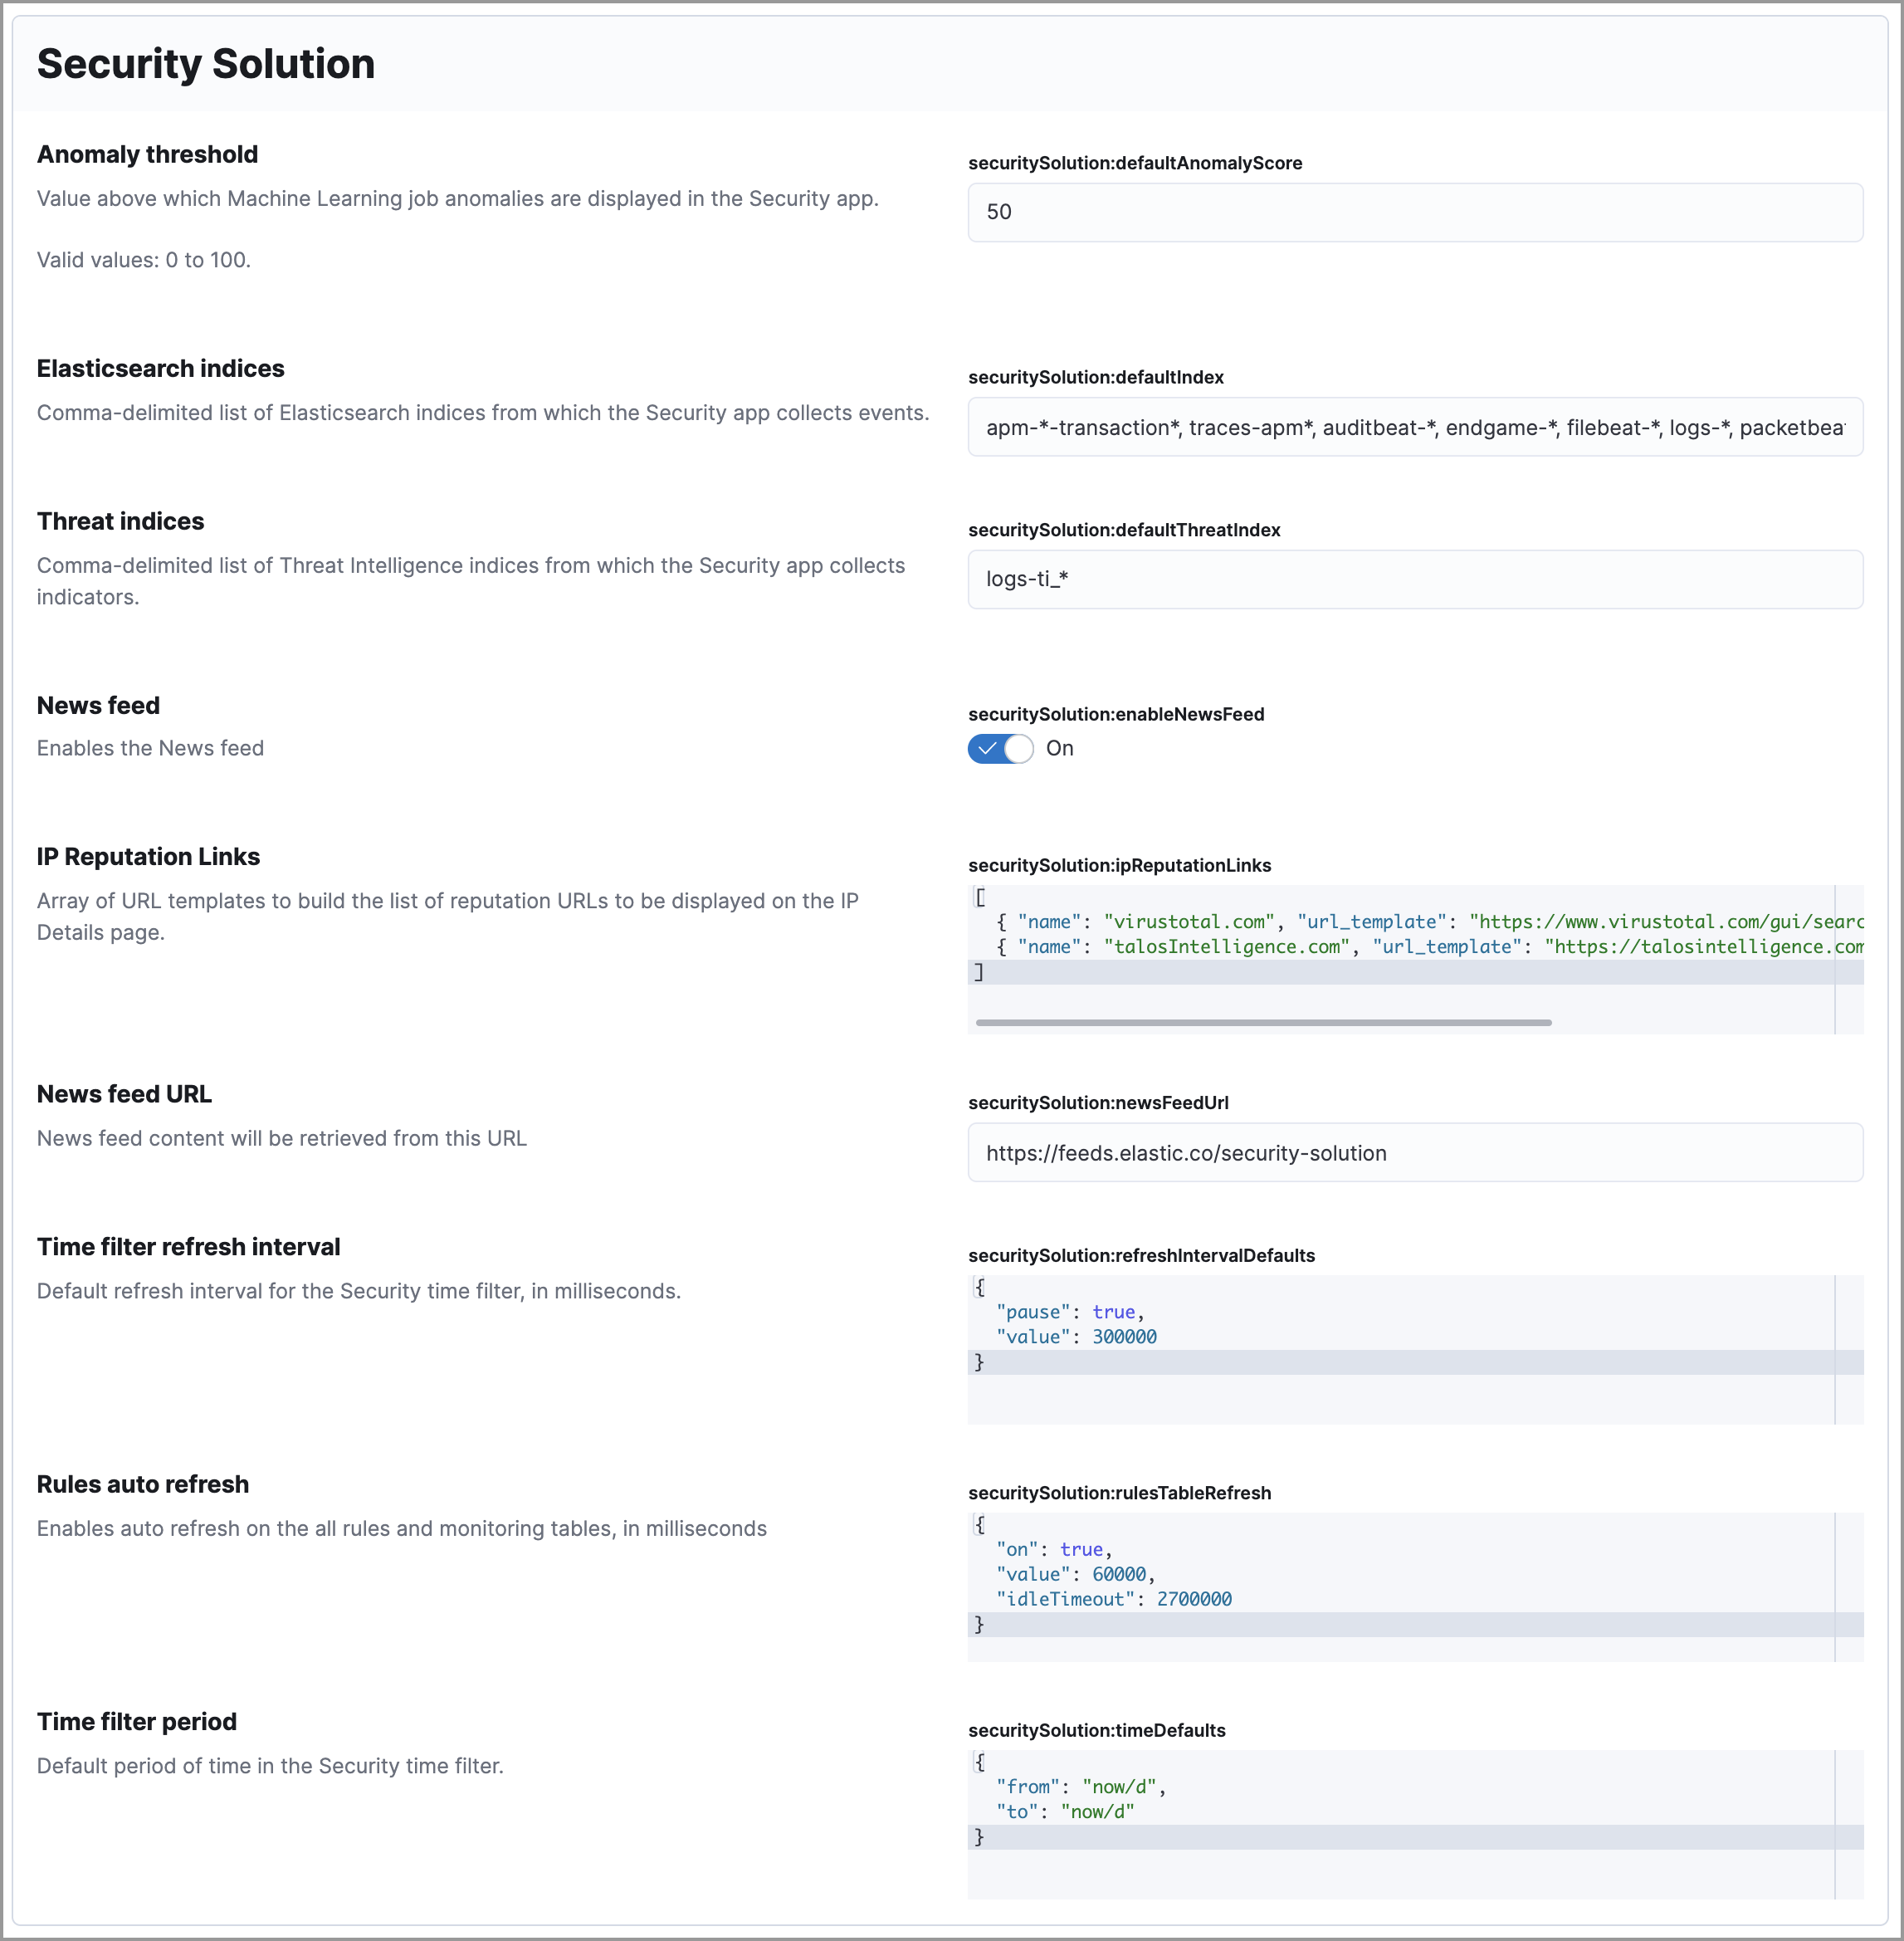 Security Solution
Anomaly threshold
Value above which Machine Learning job anomalies are displayed in the Security app.
Valid values: 0 to 100.
securitySolution:defaultAnomalyScore
50
Elasticsearch indices
Comma-delimited list of Elasticsearch indices from which the Security app collects events.
securitySolution:defaultIndex
apm-*-transaction*, traces-apm*, auditbeat-*, endgame-*, filebeat-*, logs-*,
Threat indices
Comma-delimited list of Threat Intelligence indices from which the Security app collects
indicators.
securitySolution:defaultThreatIndex
logs-ti_*
News feed
Enables the News feed
securitySolution:enableNewsFeed
On
IP Reputation Links
Array of URL templates to build the list of reputation URLs to be displayed on the IP
Details page.
securitySolution:ipReputationLinks
[
{ "name": "virustotal.com", "url_template": "https://www.virustotal.com/gui/searc
{ "name": "talosIntelligence.com", "url_template": "https://talosintelligence.com
]
News feed URL
News feed content will be retrieved from this URL
securitySolution:newsFeedUrl
https://feeds.elastic.co/security-solution
Time filter refresh interval
Default refresh interval for the Security time filter, in milliseconds.
securitySolution:refreshIntervalDefaults
{
"pause": true,
"value": 300000
}
Rules auto refresh
Enables auto refresh on the all rules and monitoring tables, in milliseconds
securitySolution:rulesTableRefresh
{
"on": true,
"value": 60000,
"idleTimeout": 2700000
}
Time filter period
Default period of time in the Security time filter.
securitySolution:timeDefaults
{
"from": "now/d",
"to": "now/d"
}